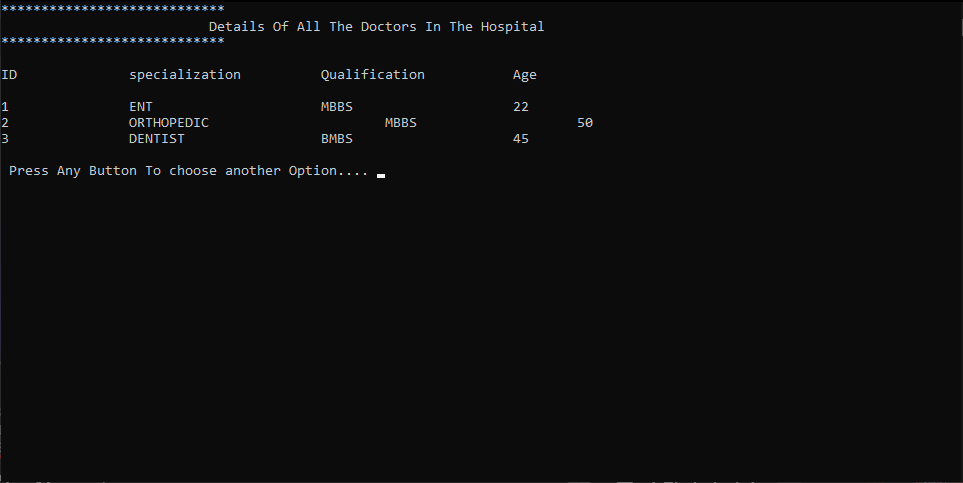 ****************************
Details Of All The Doctors In The Hospital
****************************
ID specialization Qualification Age
1 ENT MBBS 22
2 ORTHOPEDIC MBBS 50
3 DENTIST BMBS 45
Press Any Button To choose another Option....